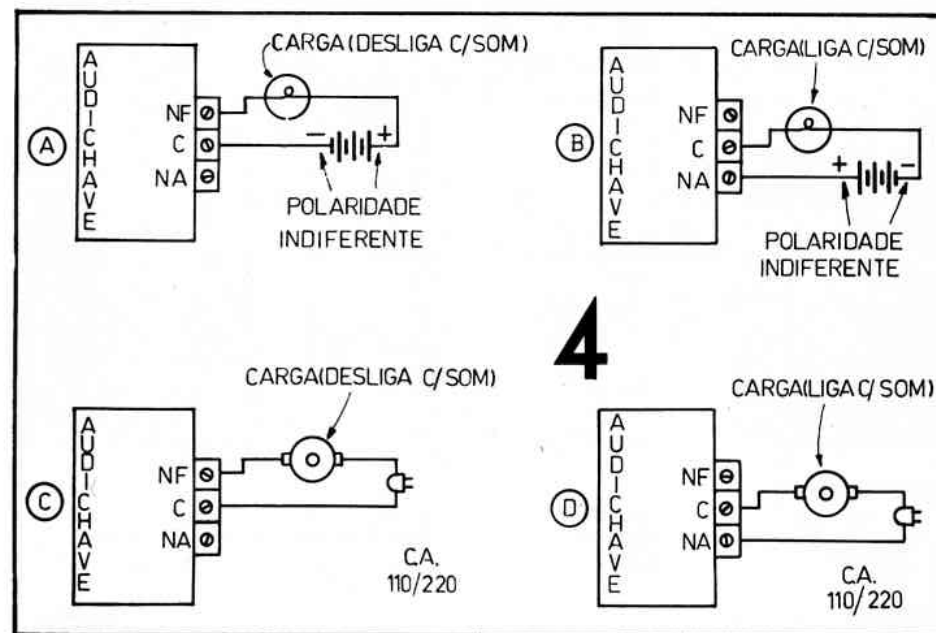 CARGA(DESLIGA C/SOM)
AUDICHAVE
A
NF
C
NA
- +
POLARIDADE
INDIFERENTE
CARGA(LIGA C/SOM)
AUDICHAVE
B
NF
C
NA
+ -
POLARIDADE
INDIFERENTE
4
CARGA(DESLIGA C/SOM)
AUDICHAVE
C
NF
C
NA
C.A.
110/220
CARGA(LIGA C/SOM)
AUDICHAVE
D
NF
C
NA
C.A.
110/220